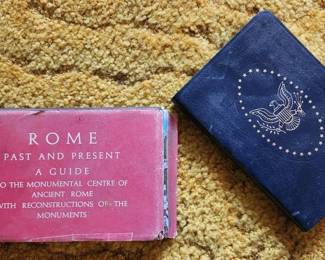 ROME
PAST AND PRESENT
A GUIDE
TO THE MONUMENTAL CENTRE OF
ANCIENT ROME
WITH RECONSTRUCTIONS OF THE
MONUMENTS